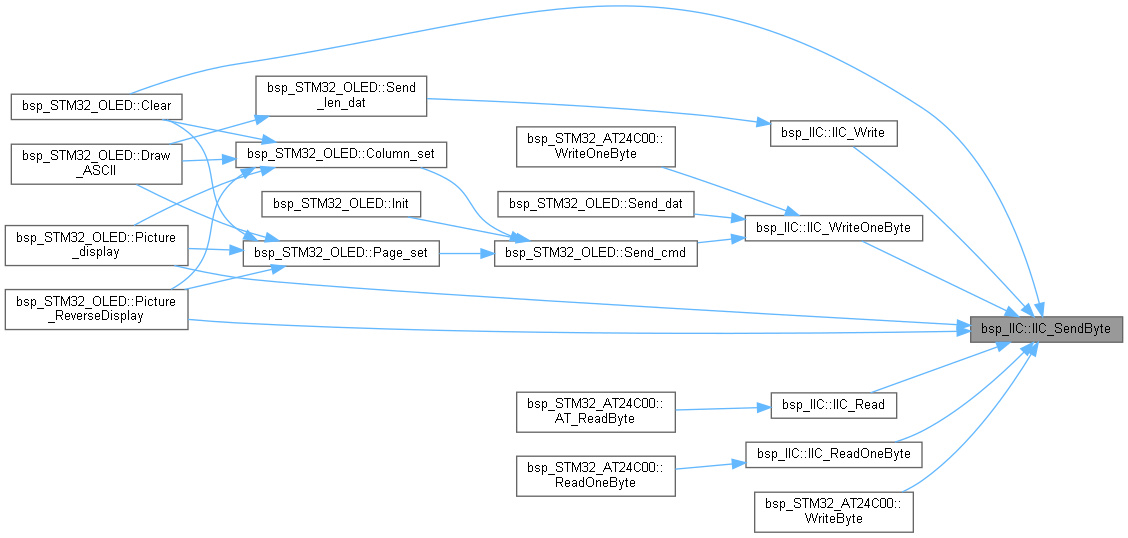 bsp_STM32_OLED::Clear
bsp_STM32_OLED::Draw
_ASCII
bsp_STM32_OLED::Picture
_display
bsp_STM32_OLED::Picture
_ReverseDisplay
bsp_STM32_OLED::Send
_len_dat
bsp_STM32_OLED::Column_set
bsp_STM32_OLED::Init
bsp_STM32_OLED::Page_set
bsp_STM32_AT24C00::
WriteOneByte
bsp_STM32_OLED::Send_dat
bsp_STM32_OLED::Send_cmd
bsp_STM32_AT24C00::
AT_ReadByte
bsp_STM32_AT24C00::
ReadOneByte
bsp_IIC::IIC_Write
bsp_IIC::IIC_WriteOneByte
bsp_IIC::IIC_Read
bsp_IIC::IIC_ReadOneByte
bsp_STM32_AT24C00::
WriteByte
bsp_IIC::IIC_SendByte